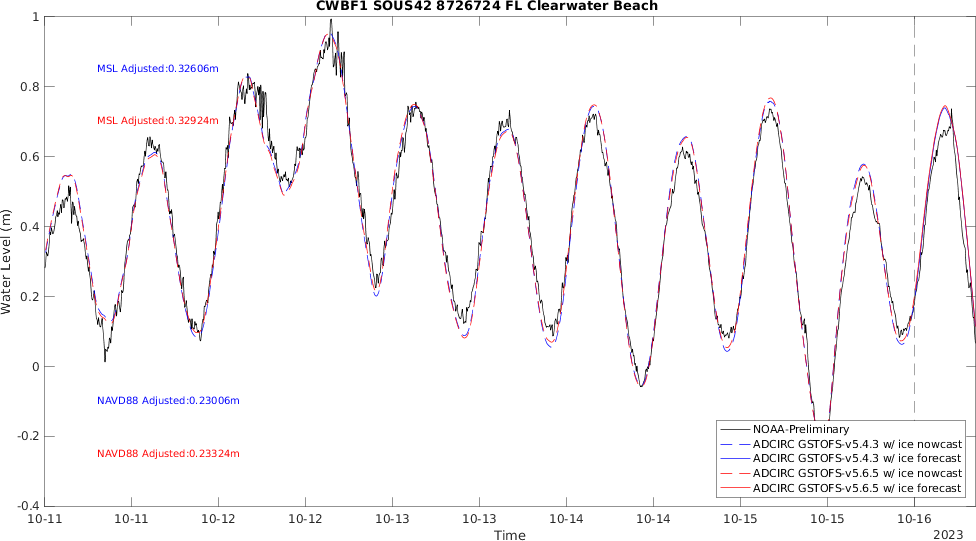 CWBF1 SOUS42 8726724 FL Clearwater Beach
1
0.8
0.6
0.4
0.2
0
-0.2
-0.4
Water Level (m)
MSL Adjusted:0.32606m
MSL Adjusted:0.32924m
NAVD88 Adjusted:0.23006m
NAVD88 Adjusted:0.23324m
NOAA-Preliminary
ADCIRC GSTOFS-v5.4.3 w/ ice nowcast
ADCIRC GSTOFS-v5.4.3 w/ ice forecast
ADCIRC GSTOFS-v5.6.5 w/ ice nowcast
ADCIRC GSTOFS-v5.6.5 w/ ice forecast
10-11 10-11 10-12 10-12 10-13 10-13 10-14 10-14 10-15 10-15 10-16
Time
2023